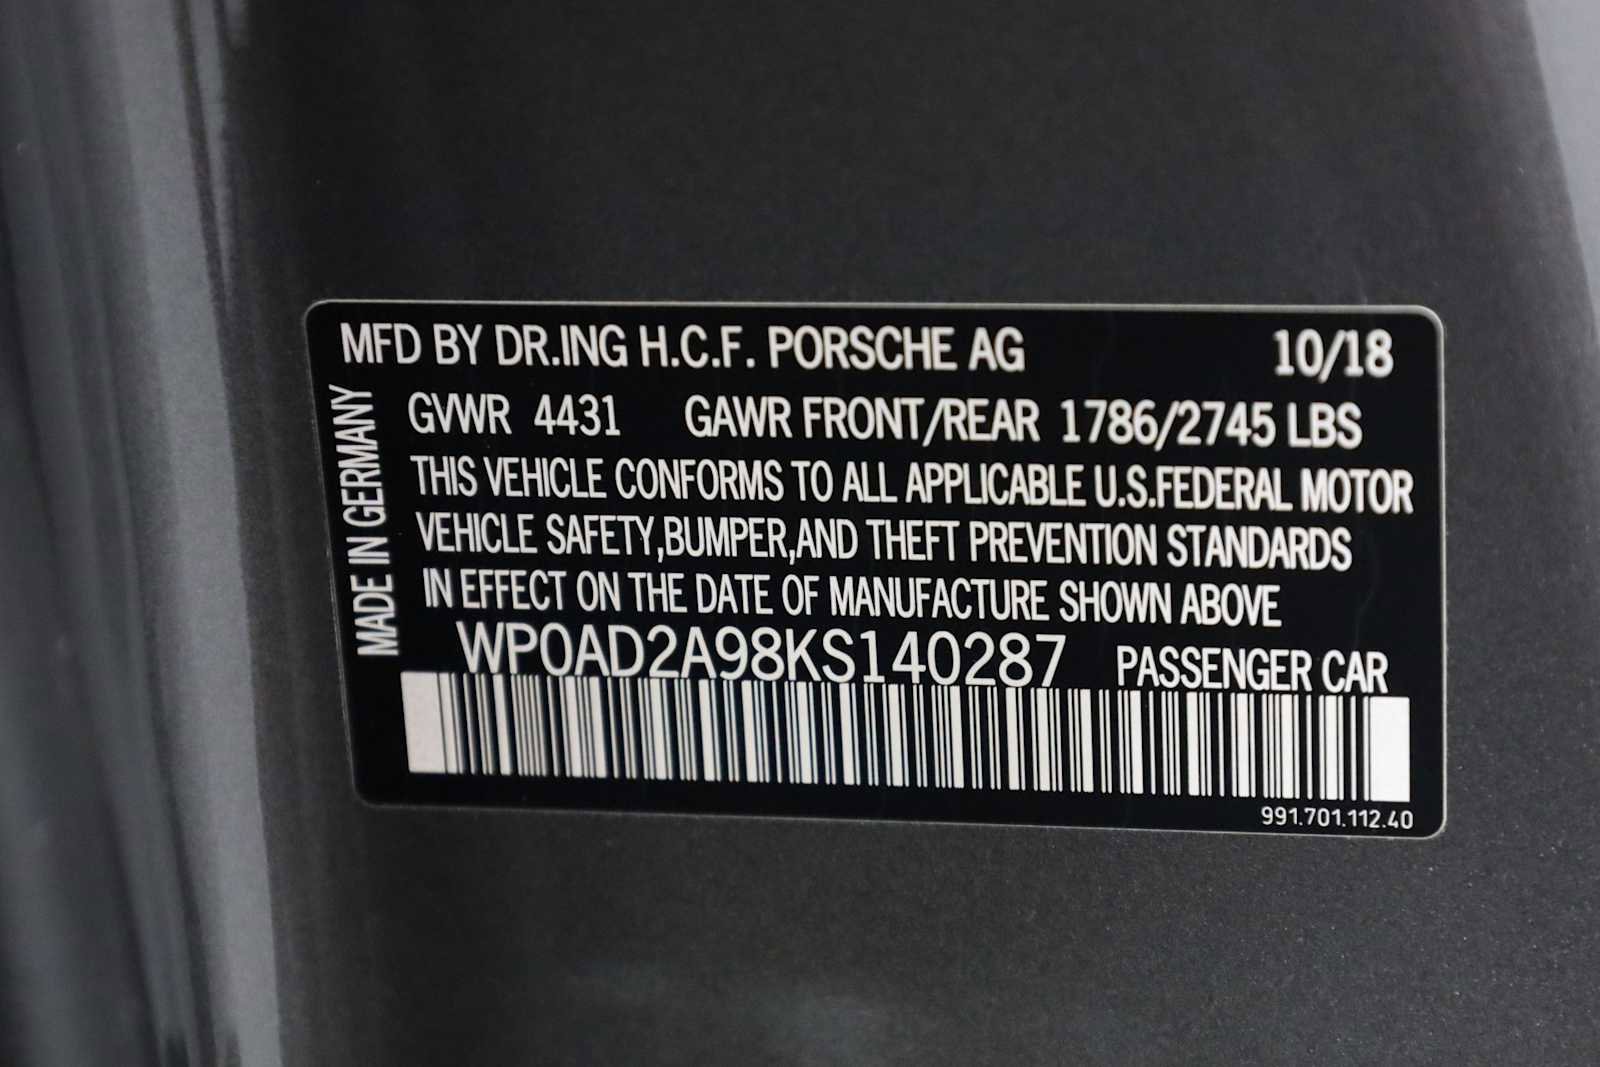 MFD BY DR.ING H.C.F. PORSCHE AG 10/18
GVWR 4431 GAWR FRONT/REAR 1786/2745 LBS
THIS VEHICLE CONFORMS TO ALL APPLICABLE U.S.FEDERAL MOTOR
VEHICLE SAFETY,BUMPER,AND THEFT PREVENTION STANDARDS
IN EFFECT ON THE DATE OF MANUFACTURE SHOWN ABOVE
WP0AD2A98KS140287 PASSENGER CAR
991.701.112.40
MADE IN GERMANY